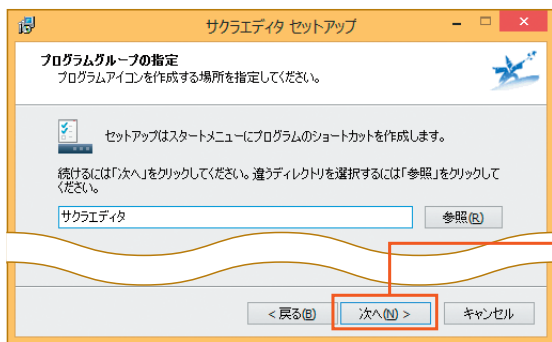 サクラエディタ セットアップ
プログラムグループの指定
プログラムアイコンを作成する場所を指定してください。
セットアップはスタートメニューにプログラムのショートカットを作成します。
続けるには「次へ」をクリックしてください。違うディレクトリを選択するには「参照」をクリックして
ください。
サクラエディタ
参照(R)
< 戻る(B)
次へ(N) >
キャンセル